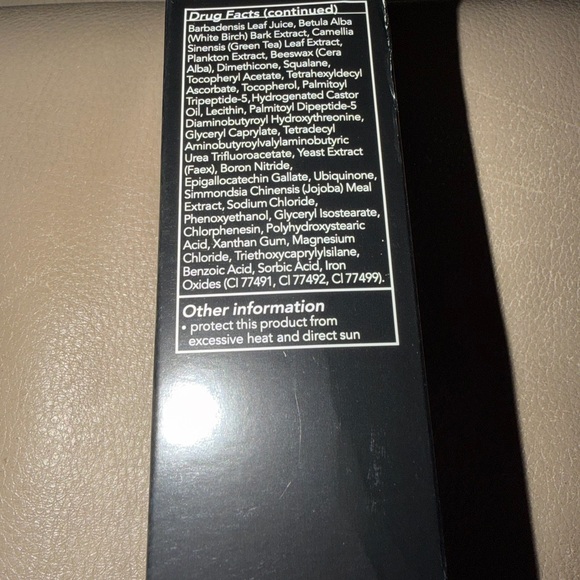 Drug Facts (continued)
Barbadensis Leaf Juice, Betula Alba
(White Birch) Bark Extract, Camellia
Sinensis (Green Tea) Leaf Extract,
Plankton Extract, Beeswax (Cera
Alba), Dimethicone, Squalane,
Tocopheryl Acetate, Tetrahexyldecyl
Ascorbate, Tocopherol, Palmitoyl
Tripeptide-5, Hydrogenated Castor
Oil, Lecithin, Palmitoyl Dipeptide-5
Diaminobutyroyl Hydroxythreonine,
Glyceryl Caprylate, Tetradecyl
Aminobutyroylvalylaminobutyric
Urea Trifluoroacetate, Yeast Extract
(Faex), Boron Nitride,
Epigallocatechin Gallate, Ubiquinone,
Simmondsia Chinensis (Jojoba) Meal
Extract, Sodium Chloride,
Phenoxyethanol, Glyceryl Isostearate,
Chlorphenesin, Polyhydroxystearic
Acid, Xanthan Gum, Magnesium
Chloride, Triethoxycaprylylsilane,
Benzoic Acid, Sorbic Acid, Iron
Oxides (CI 77491, CI 77492, CI 77499).
Other information
• protect this product from
excessive heat and direct sun